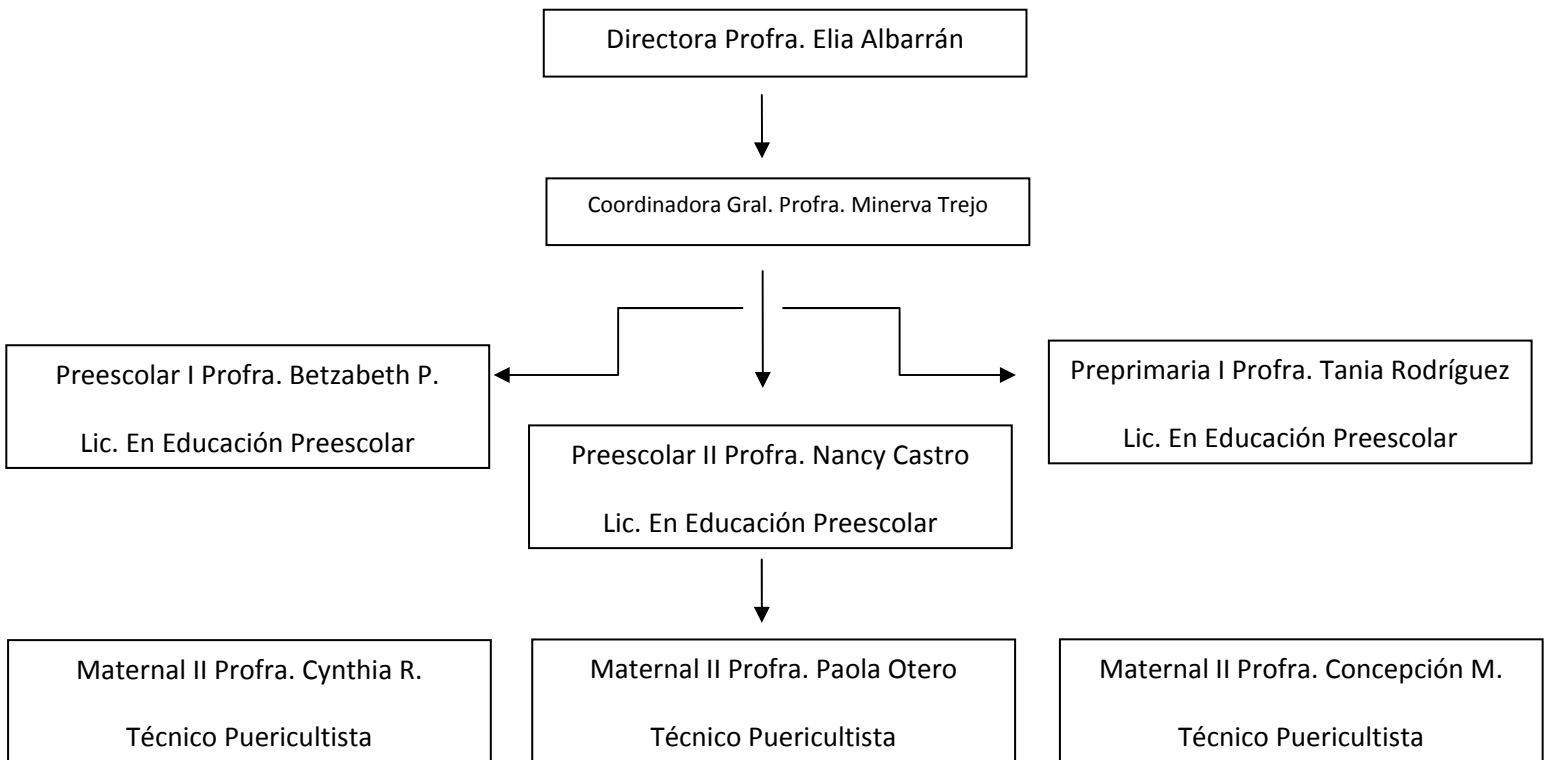 Directora Profra. Elia Albarrán
Coordinadora Gral. Profra. Minerva Trejo
Preescolar I Profra. Betzabeth P.
Lic. En Educación Preescolar
Preescolar II Profra. Nancy Castro
Lic. En Educación Preescolar
Preprimaria I Profra. Tania Rodríguez
Lic. En Educación Preescolar
Maternal II Profra. Cynthia R.
Técnico Puericultista
Maternal II Profra. Paola Otero
Técnico Puericultista
Maternal II Profra. Concepción M.
Técnico Puericultista